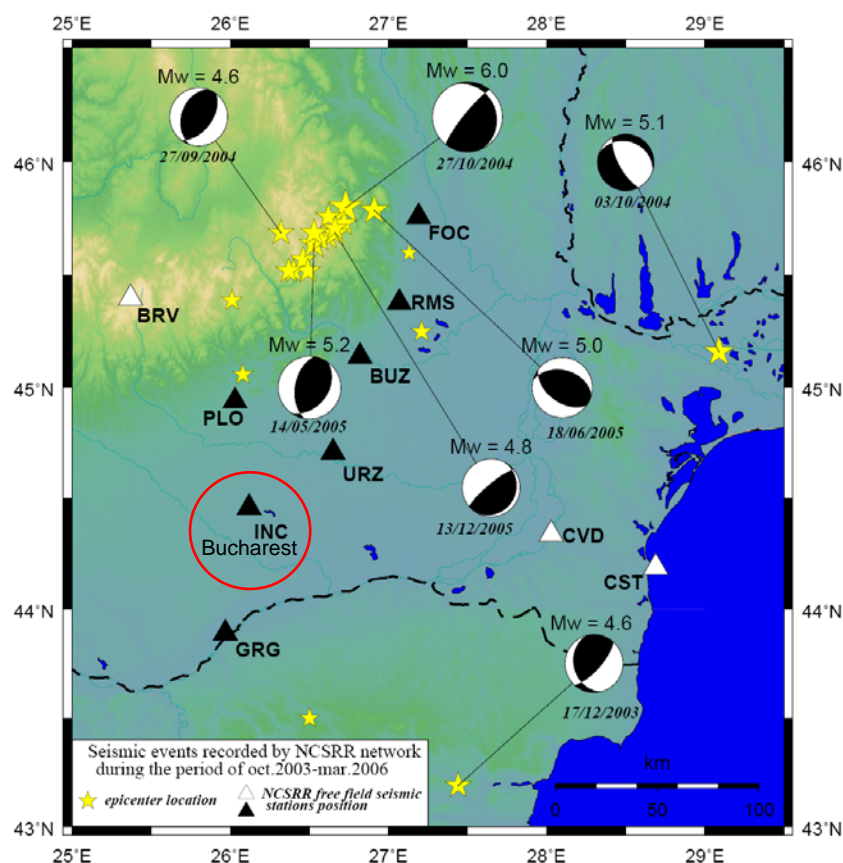 25°E 26°E 27°E 28°E 29°E
Mw = 4.6
27/09/2004
Mw = 6.0
27/10/2004
Mw = 5.1
03/10/2004
46°N 46°N
FOC
BRV
RMS
Mw = 5.2
14/05/2005
BUZ
Mw = 5.0
18/06/2005
45°N 45°N
PLO
URZ
Mw = 4.8
13/12/2005
INC
Bucharest
CVD
CST
44°N 44°N
GRG
Mw = 4.6
17/12/2003
Seismic events recorded by NCSRR network
during the period of oct.2003-mar.2006
epicenter location
NCSRR free field seismic
stations position
km
0 50 100
43°N 43°N
25°E 26°E 27°E 28°E 29°E